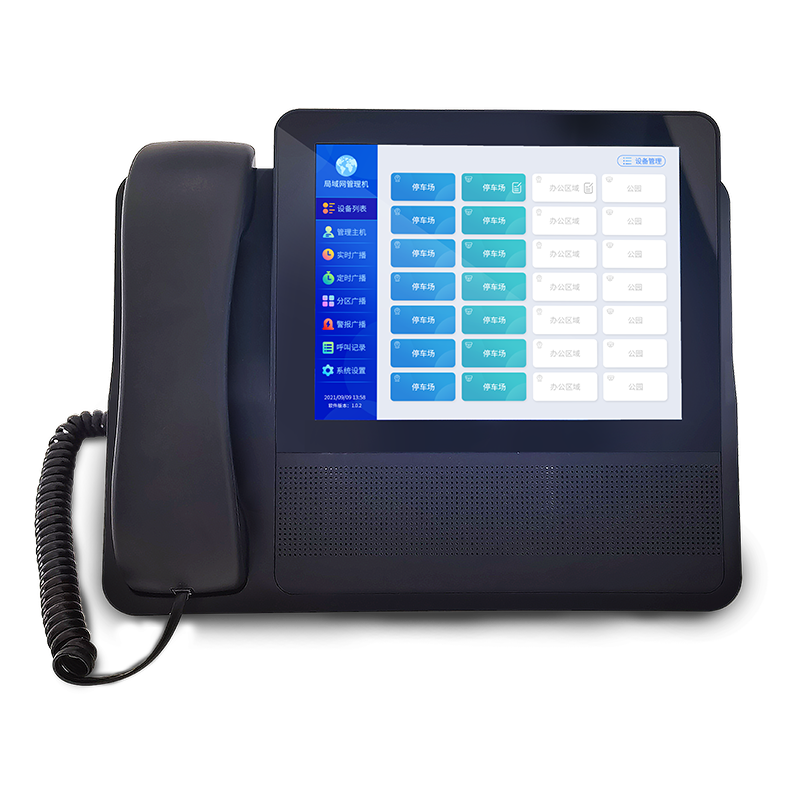 局域网管理机
设备列表
管理主机
实时广播
定时广播
分区广播
警报广播
呼叫记录
系统设置
2021/09/09 13:58
软件版本：1.0.2
设备管理
停车场 停车场 办公区域 公园
停车场 停车场 办公区域 公园
停车场 停车场 办公区域 公园
停车场 停车场 办公区域 公园
停车场 停车场 办公区域 公园
停车场 停车场 办公区域 公园
停车场 停车场 办公区域 公园